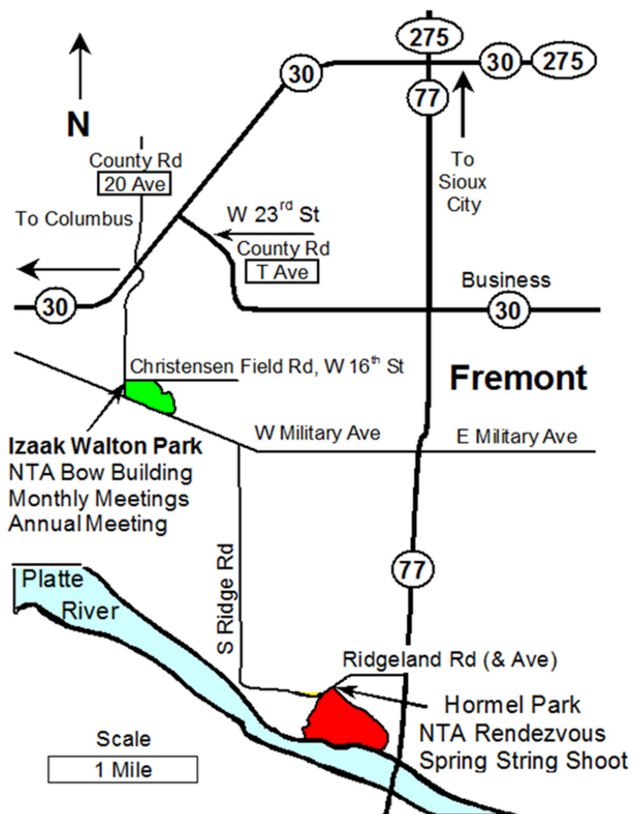 275
30
30
275
77
N
To
Sioux
City
County Rd
20 Ave
To Columbus
W 23rd St
County Rd
T Ave
Business
30
30
Christensen Field Rd, W 16th St
Fremont
Izaak Walton Park
NTA Bow Building
Monthly Meetings
Annual Meeting
W Military Ave
E Military Ave
S Ridge Rd
77
Platte
River
Ridgeland Rd (& Ave)
Hormel Park
NTA Rendezvous
Spring String Shoot
Scale
1 Mile